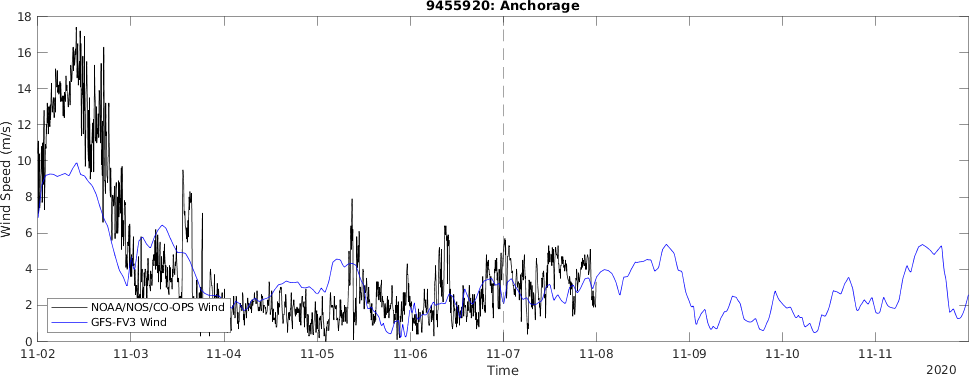 9455920: Anchorage
18
16
14
12
10
8
6
4
2
0
Wind Speed (m/s)
NOAA/NOS/CO-OPS Wind
GFS-FV3 Wind
11-02 11-03 11-04 11-05 11-06 11-07 11-08 11-09 11-10 11-11
Time
2020